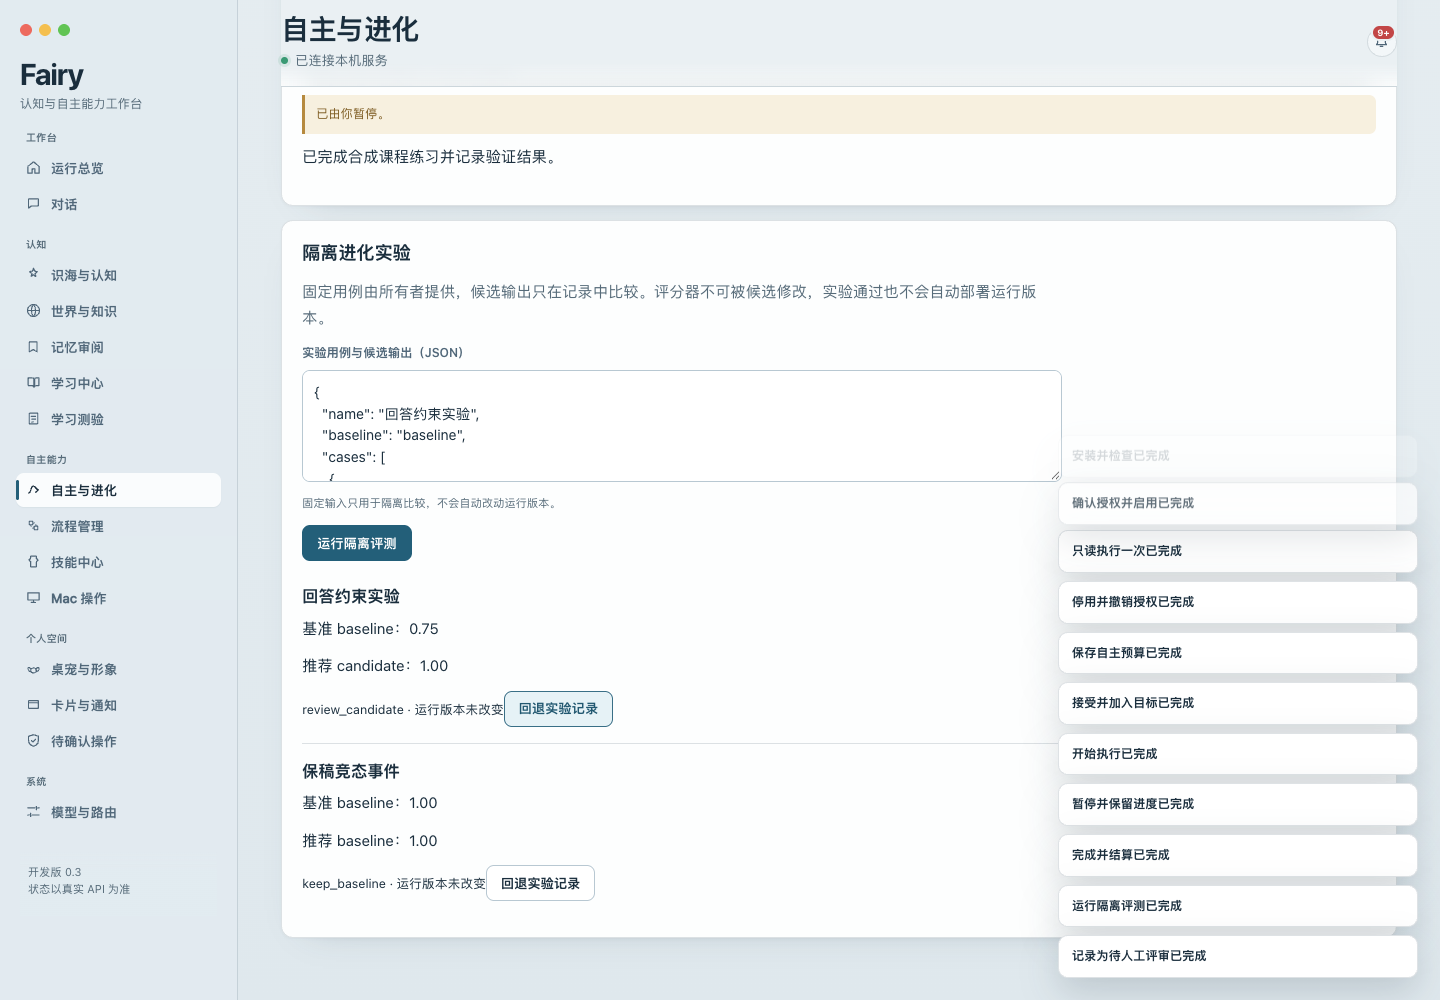 Fairy
认知与自主能力工作台
工作台
运行总览
对话
认知
识海与认知
世界与知识
记忆审阅
学习中心
学习测验
自主能力
自主与进化
流程管理
技能中心
Mac 操作
个人空间
桌宠与形象
卡片与通知
待确认操作
系统
模型与路由
开发版 0.3
状态以真实 API 为准
自主与进化
已连接本机服务
9+
已由你暂停。
已完成合成课程练习并记录验证结果。
隔离进化实验
固定用例由所有者提供，候选输出只在记录中比较。评分器不可被候选修改，实验通过也不会自动部署运行版
本。
实验用例与候选输出（JSON）
{
"name": "回答约束实验",
"baseline": "baseline",
"cases": [
{
固定输入只用于隔离比较，不会自动改动运行版本。
运行隔离评测
回答约束实验
基准 baseline：0.75
推荐 candidate：1.00
review_candidate · 运行版本未改变 回退实验记录
保稿竞态事件
基准 baseline：1.00
推荐 baseline：1.00
keep_baseline · 运行版本未改变 回退实验记录
安装并检查已完成
确认授权并启用已完成
只读执行一次已完成
停用并撤销授权已完成
保存自主预算已完成
接受并加入目标已完成
开始执行已完成
暂停并保留进度已完成
完成并结算已完成
运行隔离评测已完成
记录为待人工评审已完成